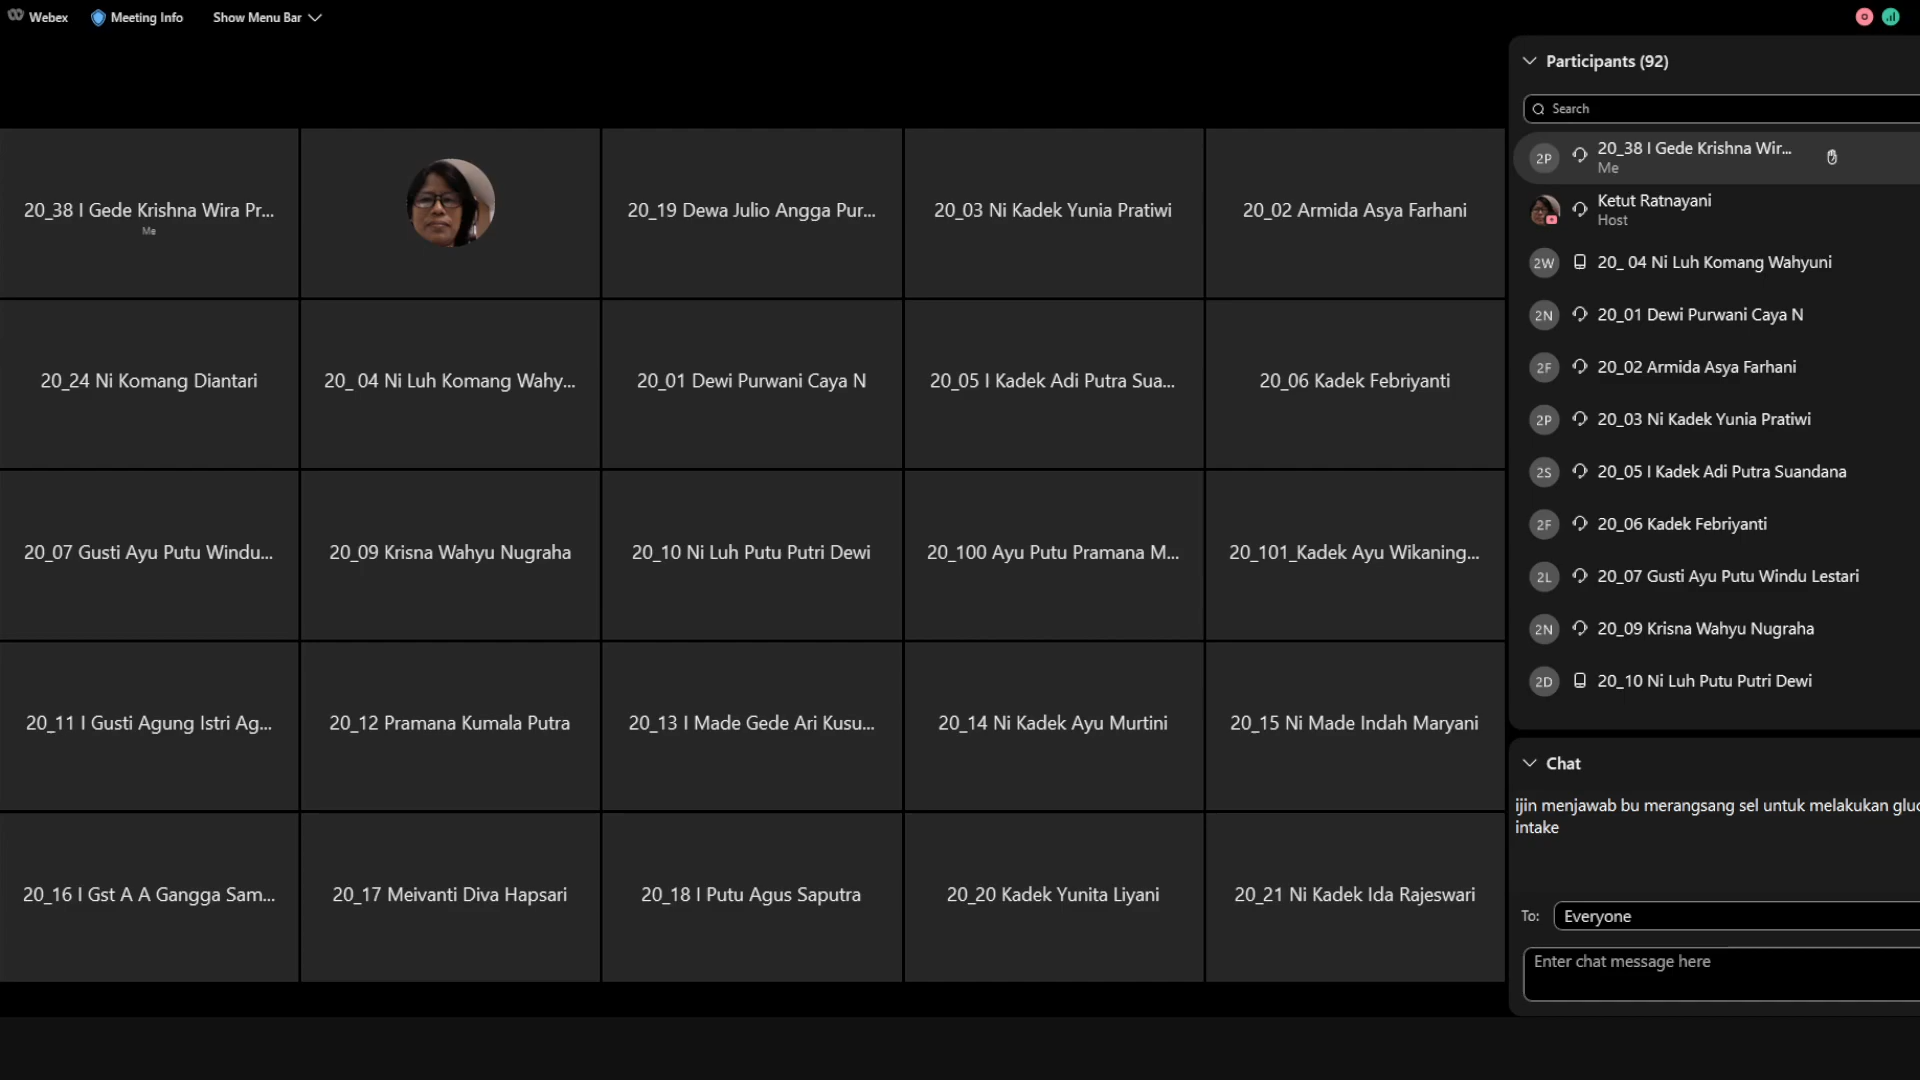 Webex Meeting Info Show Menu Bar
20_38 I Gede Krishna Wira Pr...
Me
20_19 Dewa Julio Angga Pur...
20_03 Ni Kadek Yunia Pratiwi
20_02 Armida Asya Farhani
20_24 Ni Komang Diantari
20_ 04 Ni Luh Komang Wahy...
20_01 Dewi Purwani Caya N
20_05 I Kadek Adi Putra Sua...
20_06 Kadek Febriyanti
20_07 Gusti Ayu Putu Windu...
20_09 Krisna Wahyu Nugraha
20_10 Ni Luh Putu Putri Dewi
20_100 Ayu Putu Pramana M...
20_101_Kadek Ayu Wikaning...
20_11 I Gusti Agung Istri Ag...
20_12 Pramana Kumala Putra
20_13 I Made Gede Ari Kusu...
20_14 Ni Kadek Ayu Murtini
20_15 Ni Made Indah Maryani
20_16 I Gst A A Gangga Sam...
20_17 Meivanti Diva Hapsari
20_18 I Putu Agus Saputra
20_20 Kadek Yunita Liyani
20_21 Ni Kadek Ida Rajeswari
Participants (92)
Search
2P 20_38 I Gede Krishna Wir...
Me
Ketut Ratnayani
Host
2W 20_ 04 Ni Luh Komang Wahyuni
2N 20_01 Dewi Purwani Caya N
2F 20_02 Armida Asya Farhani
2P 20_03 Ni Kadek Yunia Pratiwi
2S 20_05 I Kadek Adi Putra Suandana
2F 20_06 Kadek Febriyanti
2L 20_07 Gusti Ayu Putu Windu Lestari
2N 20_09 Krisna Wahyu Nugraha
2D 20_10 Ni Luh Putu Putri Dewi
Chat
ijin menjawab bu merangsang sel untuk melakukan
intake
To: Everyone
Enter chat message here